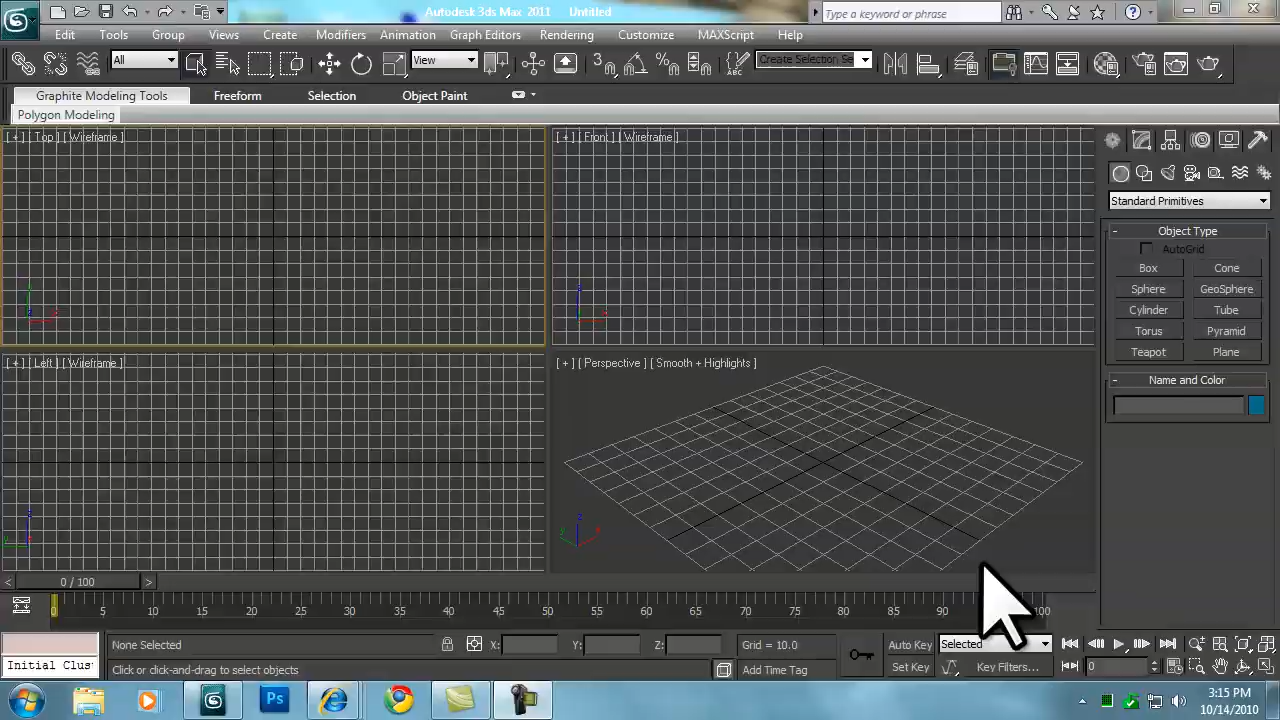 Autodesk 3ds Max 2011 Untitled
Type a keyword or phrase
Edit Tools Group Views Create Modifiers Animation Graph Editors Rendering Customize MAXScript Help
All View Create Selection Se
Graphite Modeling Tools Freeform Selection Object Paint
Polygon Modeling
[ + ] [ Top ] [ Wireframe ]
[ + ] [ Front ] [ Wireframe ]
Standard Primitives
- Object Type
AutoGrid
Box Cone
Sphere GeoSphere
Cylinder Tube
Torus Pyramid
Teapot Plane
- Name and Color
[ + ] [ Left ] [ Wireframe ]
[ + ] [ Perspective ] [ Smooth + Highlights ]
< 0 / 100 >
0 5 10 15 20 25 30 35 40 45 50 55 60 65 70 75 80 85 90 100
None Selected X: Y: Z: Grid = 10.0 Auto Key Selected
Initial Clus Click or click-and-drag to select objects Add Time Tag Set Key Key Filters... 0
Ps
3:15 PM
10/14/2010